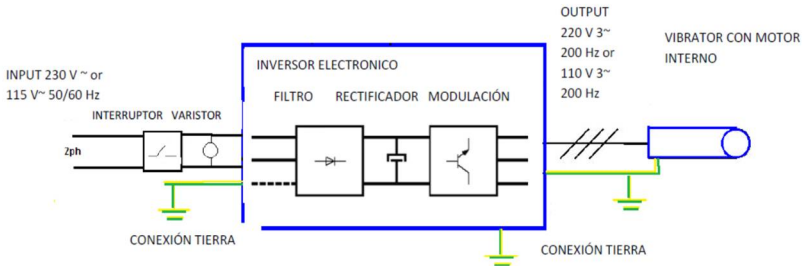 OUTPUT
220 V 3~
200 Hz or
110 V 3~
200 Hz
VIBRATOR CON MOTOR
INTERNO
INPUT 230 V ~ or
115 V~ 50/60 Hz
INVERSOR ELECTRONICO
INTERRUPTOR VARISTOR
FILTRO RECTIFICADOR MODULACIÓN
2ph
CONEXIÓN TIERRA
CONEXIÓN TIERRA